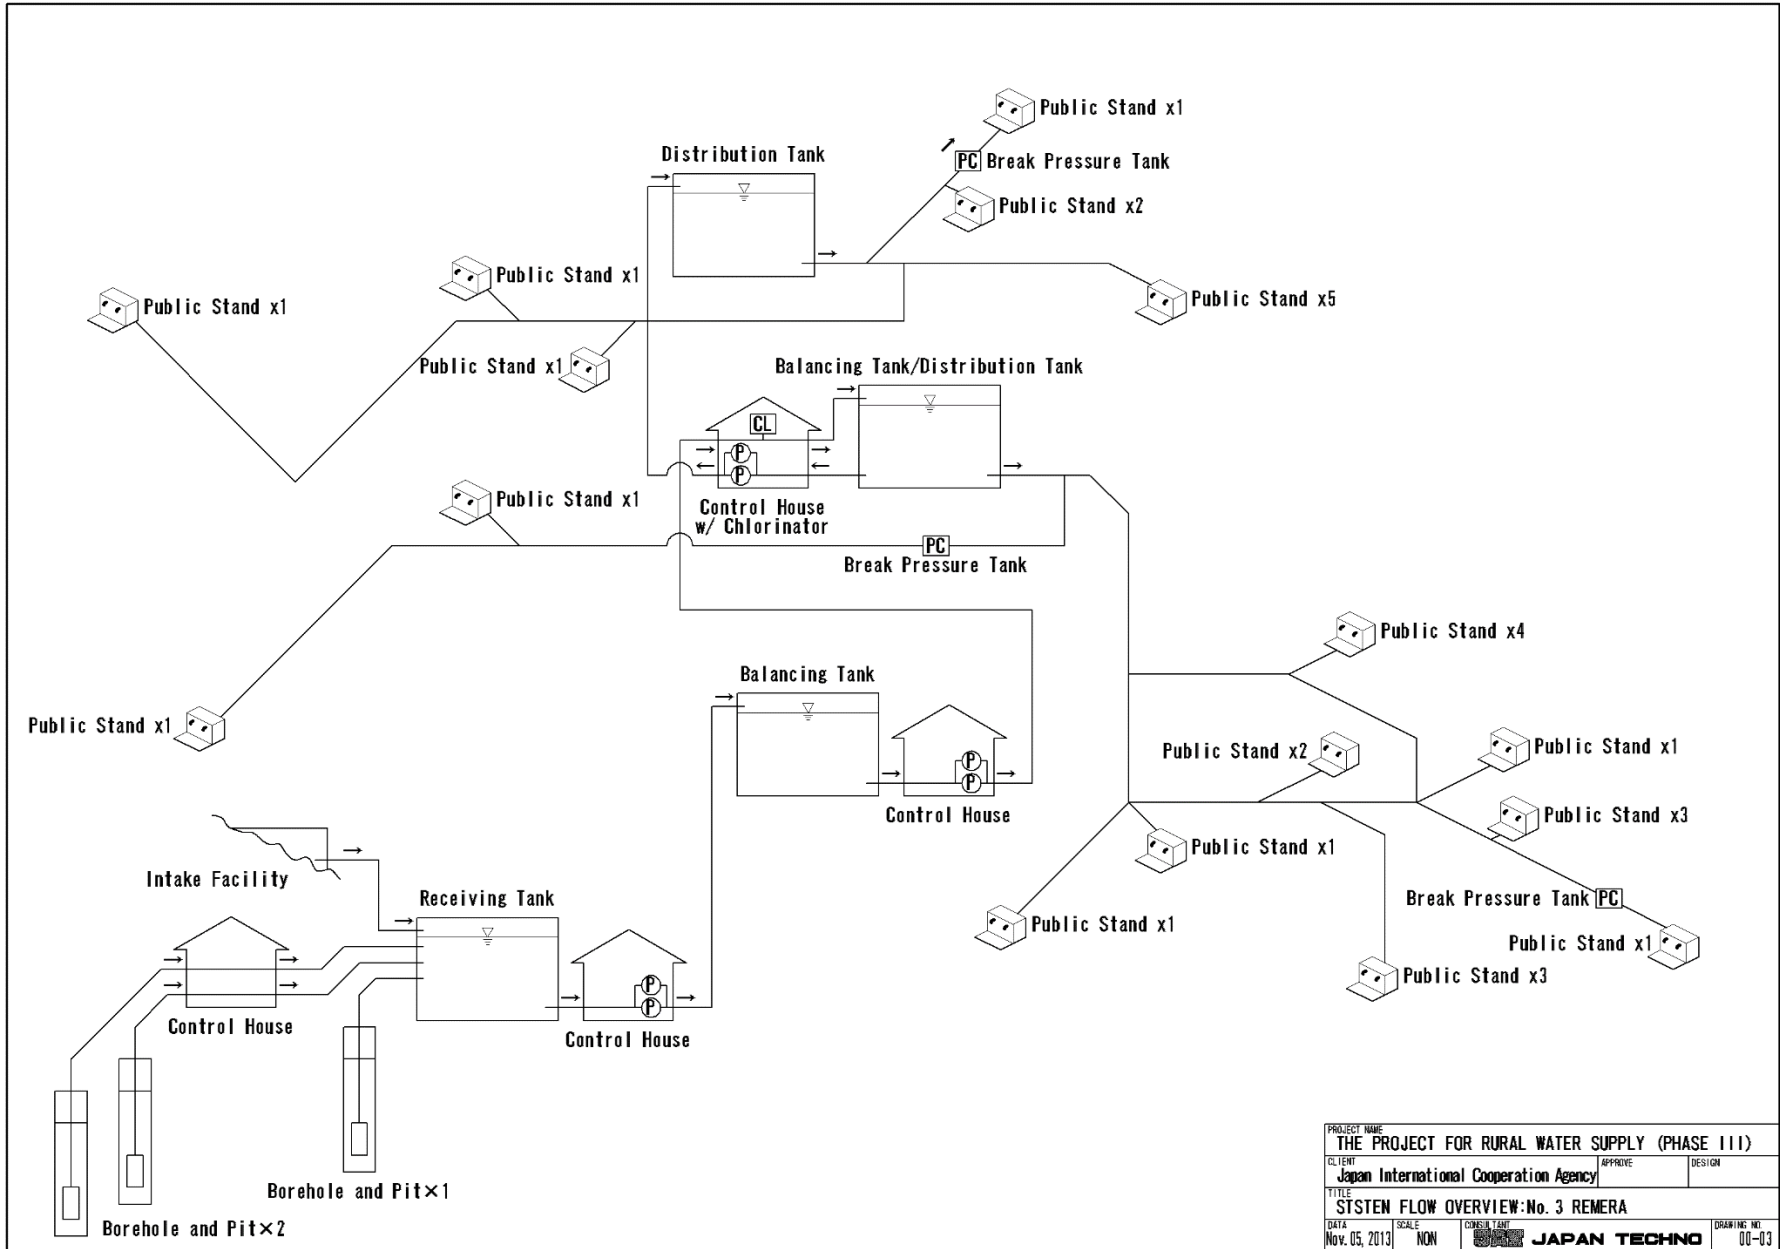 Public Stand x1
Distribution Tank
PC Break Pressure Tank
Public Stand x2
Public Stand x1
Public Stand x1
Public Stand x5
Public Stand x1
Balancing Tank/Distribution Tank
CL
P
P
Public Stand x1
Control House
w/ Chlorinator
PC
Break Pressure Tank
Public Stand x4
Balancing Tank
Public Stand x1
Public Stand x2
Public Stand x1
P
P
Control House
Public Stand x3
Public Stand x1
Intake Facility
Receiving Tank
Break Pressure Tank PC
Public Stand x1
Public Stand x1
Public Stand x3
P
P
Control House
Control House
Borehole and Pit×1
Borehole and Pit×2
PROJECT NAME
THE PROJECT FOR RURAL WATER SUPPLY (PHASE III)
CLIENT
Japan International Cooperation Agency
APPROVE
DESIGN
TITLE
STSTEN FLOW OVERVIEW:No. 3 REMERA
DATA
Nov. 05, 2013
SCALE
NON
CONSULTANT
JAPAN TECHNO
DRAWING NO.
00-03